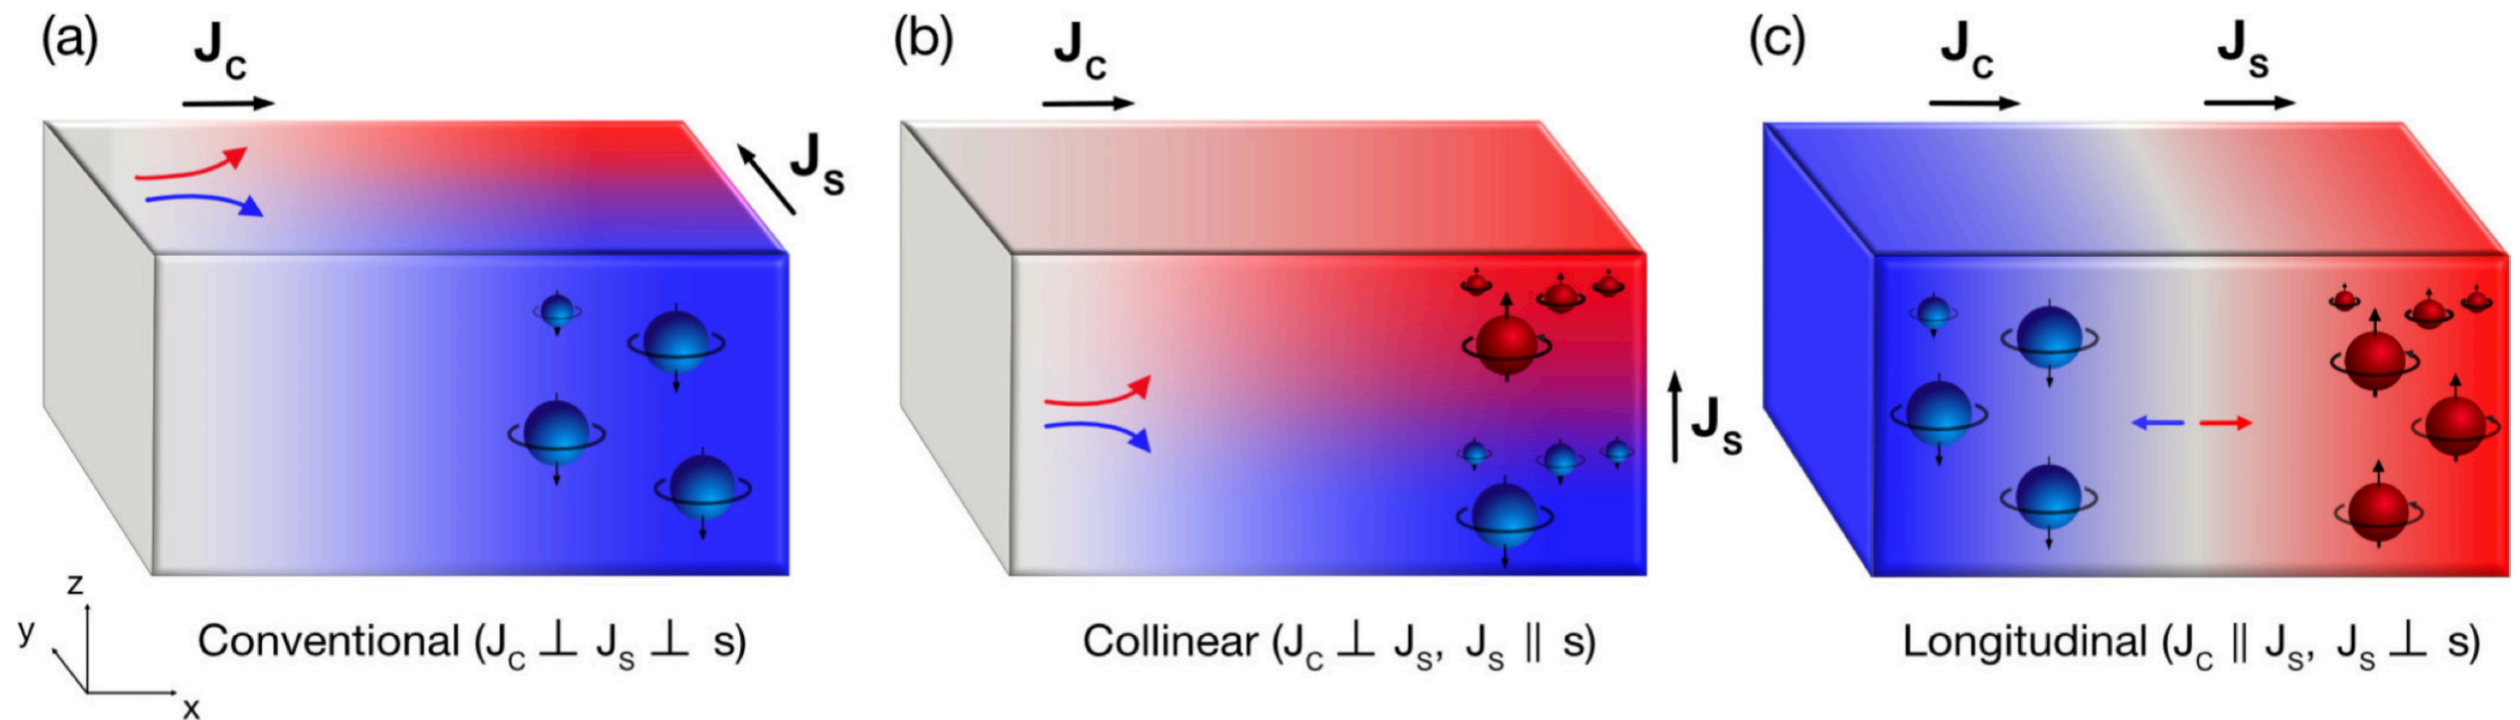 (a) J_C
J_S
(b) J_C
J_S
(c) J_C J_S
z
y
x
Conventional (J_C ⊥ J_S ⊥ s)
Collinear (J_C ⊥ J_S, J_S ∥ s)
Longitudinal (J_C ∥ J_S, J_S ⊥ s)